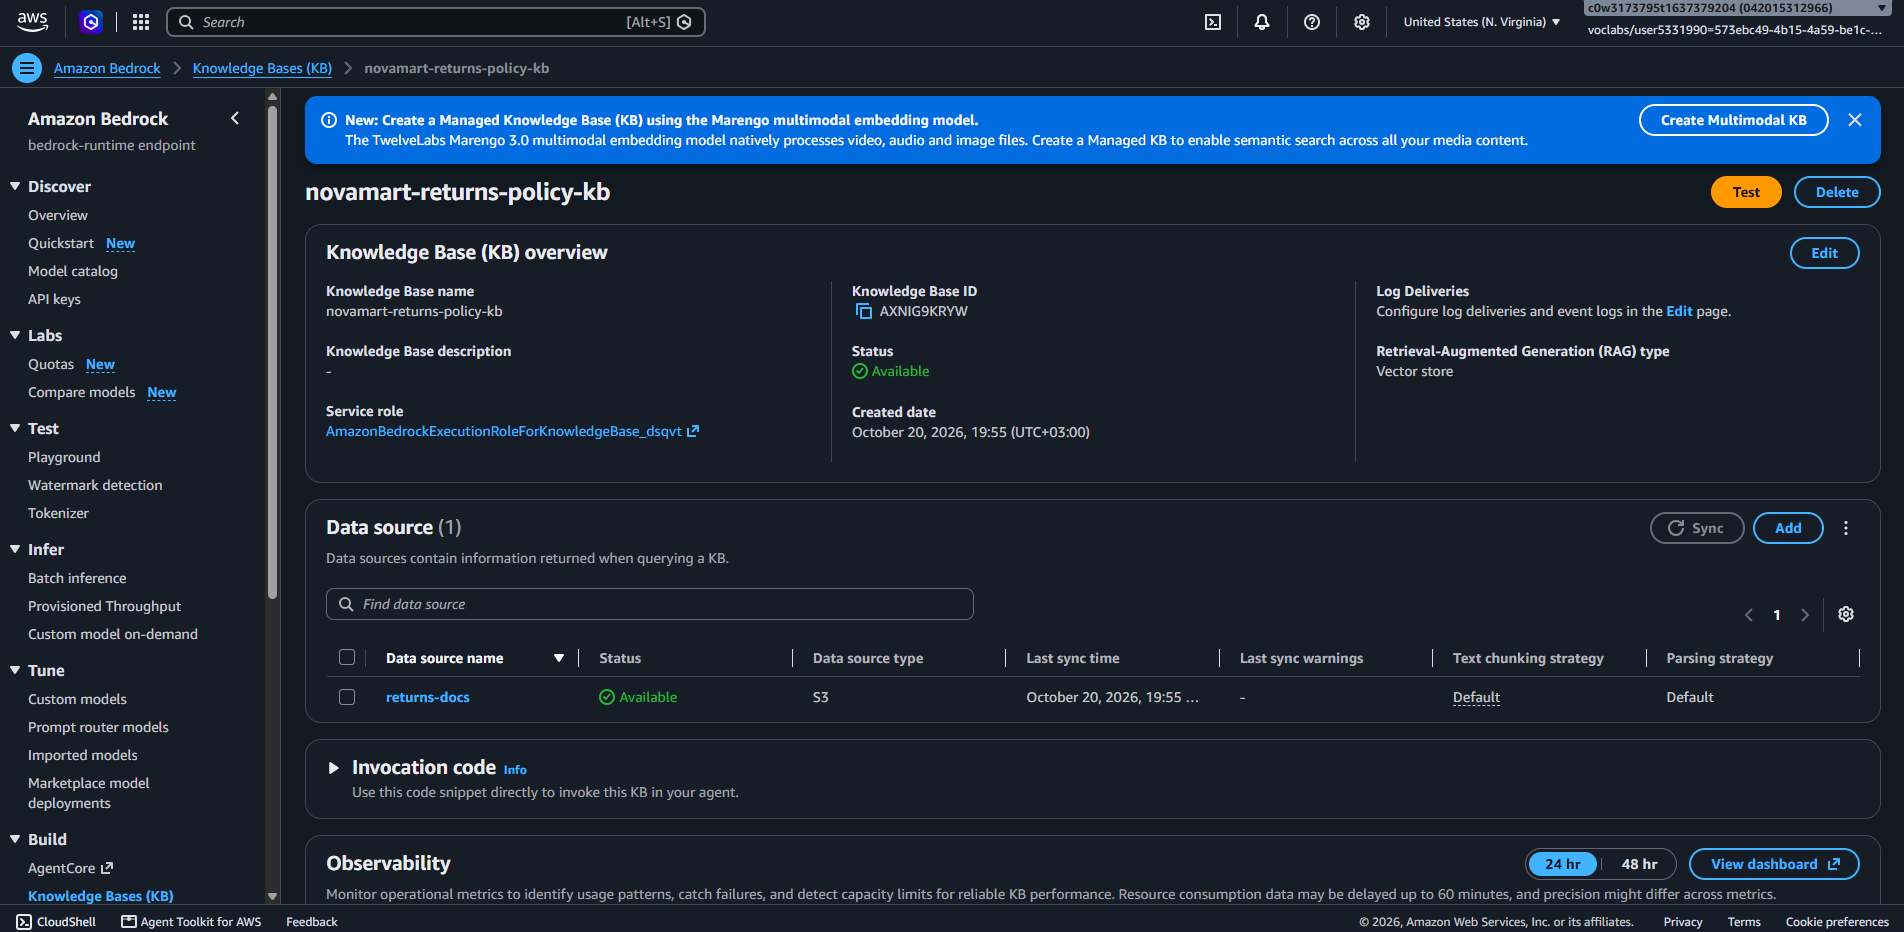 aws
Search
[Alt+S]
United States (N. Virginia)
c0w3173795t1637379204 (042015312966)
voclabs/user5331990=573ebc49-4b15-4a59-be1c-...
Amazon Bedrock
Knowledge Bases (KB)
novamart-returns-policy-kb
Amazon Bedrock
bedrock-runtime endpoint
Discover
Overview
Quickstart New
Model catalog
API keys
Labs
Quotas New
Compare models New
Test
Playground
Watermark detection
Tokenizer
Infer
Batch inference
Provisioned Throughput
Custom model on-demand
Tune
Custom models
Prompt router models
Imported models
Marketplace model
deployments
Build
AgentCore
Knowledge Bases (KB)
New: Create a Managed Knowledge Base (KB) using the Marengo multimodal embedding model.
The TwelveLabs Marengo 3.0 multimodal embedding model natively processes video, audio and image files. Create a Managed KB to enable semantic search across all your media content.
Create Multimodal KB
novamart-returns-policy-kb
Test
Delete
Knowledge Base (KB) overview
Edit
Knowledge Base name
novamart-returns-policy-kb
Knowledge Base description
-
Service role
AmazonBedrockExecutionRoleForKnowledgeBase_dsqvt
Knowledge Base ID
AXNIG9KRYW
Status
Available
Created date
October 20, 2026, 19:55 (UTC+03:00)
Log Deliveries
Configure log deliveries and event logs in the Edit page.
Retrieval-Augmented Generation (RAG) type
Vector store
Data source (1)
Sync
Add
Data sources contain information returned when querying a KB.
Find data source
1
Data source name
Status
Data source type
Last sync time
Last sync warnings
Text chunking strategy
Parsing strategy
returns-docs
Available
S3
October 20, 2026, 19:55 ...
-
Default
Default
Invocation code Info
Use this code snippet directly to invoke this KB in your agent.
Observability
24 hr
48 hr
View dashboard
Monitor operational metrics to identify usage patterns, catch failures, and detect capacity limits for reliable KB performance. Resource consumption data may be delayed up to 60 minutes, and precision might differ across metrics.
CloudShell
Agent Toolkit for AWS
Feedback
© 2026, Amazon Web Services, Inc. or its affiliates.
Privacy
Terms
Cookie preferences